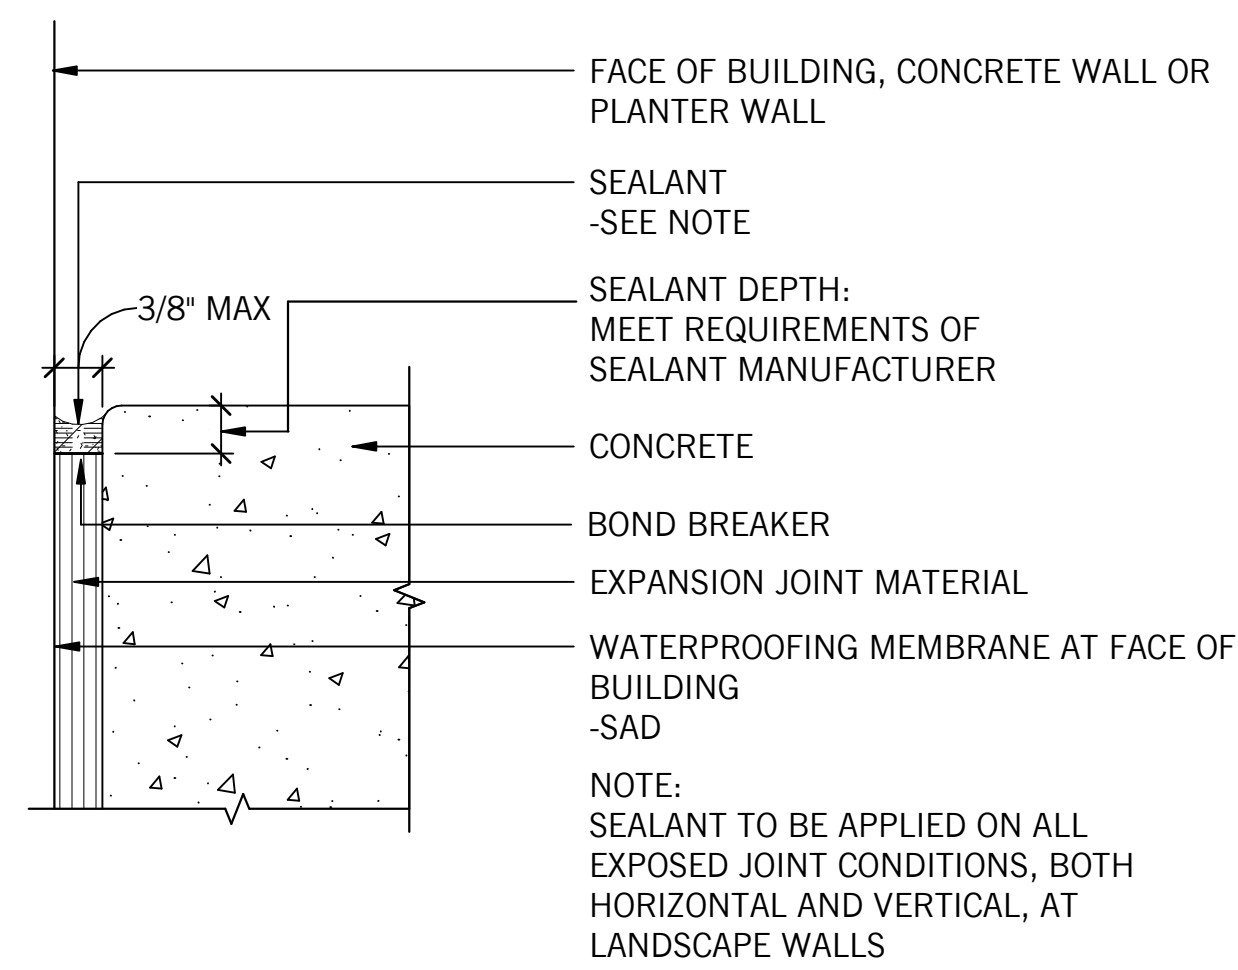 FACE OF BUILDING, CONCRETE WALL OR
PLANTER WALL
SEALANT
-SEE NOTE
3/8" MAX
SEALANT DEPTH:
MEET REQUIREMENTS OF
SEALANT MANUFACTURER
CONCRETE
BOND BREAKER
EXPANSION JOINT MATERIAL
WATERPROOFING MEMBRANE AT FACE OF
BUILDING
-SAD
NOTE:
SEALANT TO BE APPLIED ON ALL
EXPOSED JOINT CONDITIONS, BOTH
HORIZONTAL AND VERTICAL, AT
LANDSCAPE WALLS